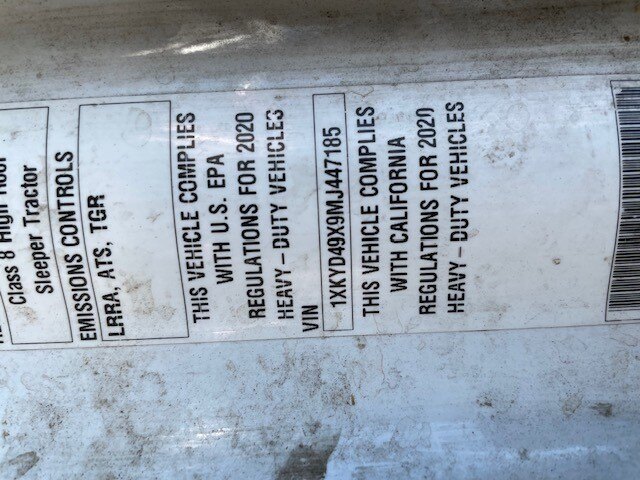 Class 8 High Roof
Sleeper Tractor
EMISSIONS CONTROLS
LRRA, ATS, TGR
THIS VEHICLE COMPLIES
WITH U.S. EPA
REGULATIONS FOR 2020
HEAVY-DUTY VEHICLES
VIN
1XKYD49X9MJ447185
THIS VEHICLE COMPLIES
WITH CALIFORNIA
REGULATIONS FOR 2020
HEAVY-DUTY VEHICLES